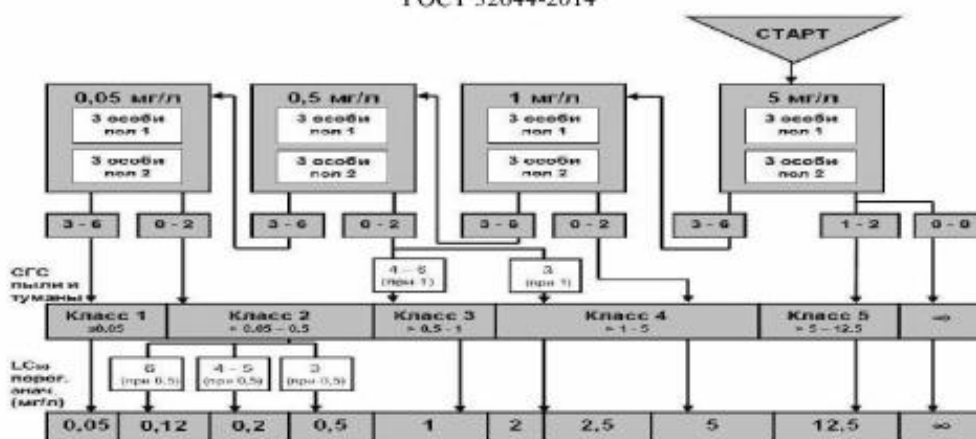 ГОСТ 32644-2014
СТАРТ
0,05 мг/л 0,5 мг/л 1 мг/л 5 мг/л
3 особи 3 особи 3 особи 3 особи
пол 1 пол 1 пол 1 пол 1
3 особи 3 особи 3 особи 3 особи
пол 2 пол 2 пол 2 пол 2
3 - 6 0 - 2 3 - 6 0 - 2 3 - 6 0 - 2 3 - 6 1 - 2 0 - 0
4 - 6 3
(при 1) (при 1)
СГС
пыли и
туманы
Класс 1 Класс 2 Класс 3 Класс 4 Класс 5 ∞
≤0.05 > 0.05 – 0.5 > 0.5 - 1 > 1 - 5 > 5 – 12.5
LC50
порог.
знач.
(мг/л)
6 4 - 5 3
(при 0,5) (при 0,5) (при 0,5)
0,05 0,12 0,2 0,5 1 2 2,5 5 12,5 ∞